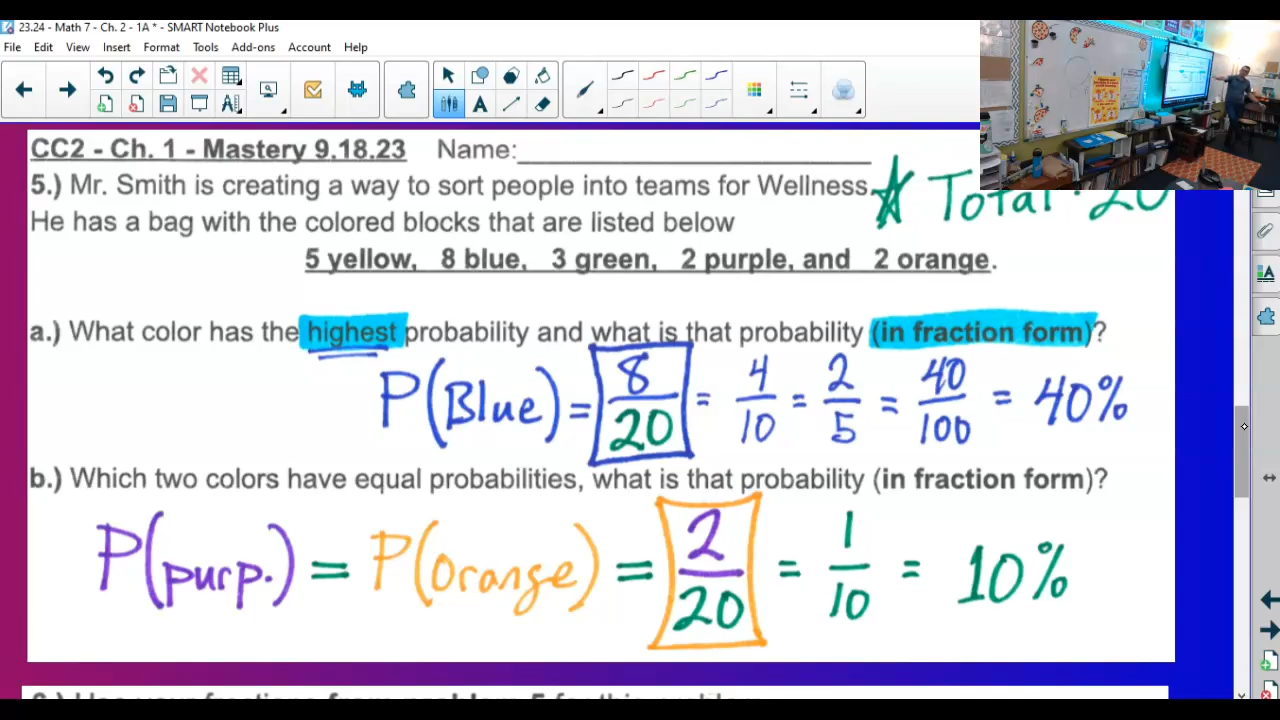 23.24 - Math 7 - Ch. 2 - 1A * - SMART Notebook Plus
File Edit View Insert Format Tools Add-ons Account Help
CC2 - Ch. 1 - Mastery 9.18.23 Name:
5.) Mr. Smith is creating a way to sort people into teams for Wellness.
Total · 20
He has a bag with the colored blocks that are listed below
5 yellow, 8 blue, 3 green, 2 purple, and 2 orange.
a.) What color has the highest probability and what is that probability (in fraction form)?
P(Blue) = 8/20 = 4/10 = 2/5 = 40/100 = 40%
b.) Which two colors have equal probabilities, what is that probability (in fraction form)?
P(purp.) = P(orange) = 2/20 = 1/10 = 10%